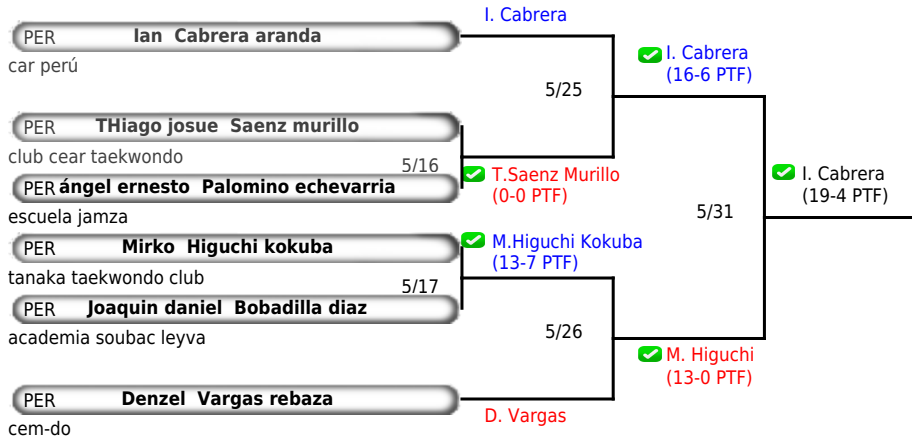 I. Cabrera
PER Ian Cabrera aranda
car perú
I. Cabrera
(16-6 PTF)
5/25
PER THiago josue Saenz murillo
club cear taekwondo
5/16
T.Saenz Murillo
(0-0 PTF)
PER ángel ernesto Palomino echevarria
escuela jamza
I. Cabrera
(19-4 PTF)
5/31
PER Mirko Higuchi kokuba
tanaka taekwondo club
M.Higuchi Kokuba
(13-7 PTF)
5/17
PER Joaquin daniel Bobadilla diaz
academia soubac leyva
5/26
M. Higuchi
(13-0 PTF)
PER Denzel Vargas rebaza
cem-do
D. Vargas